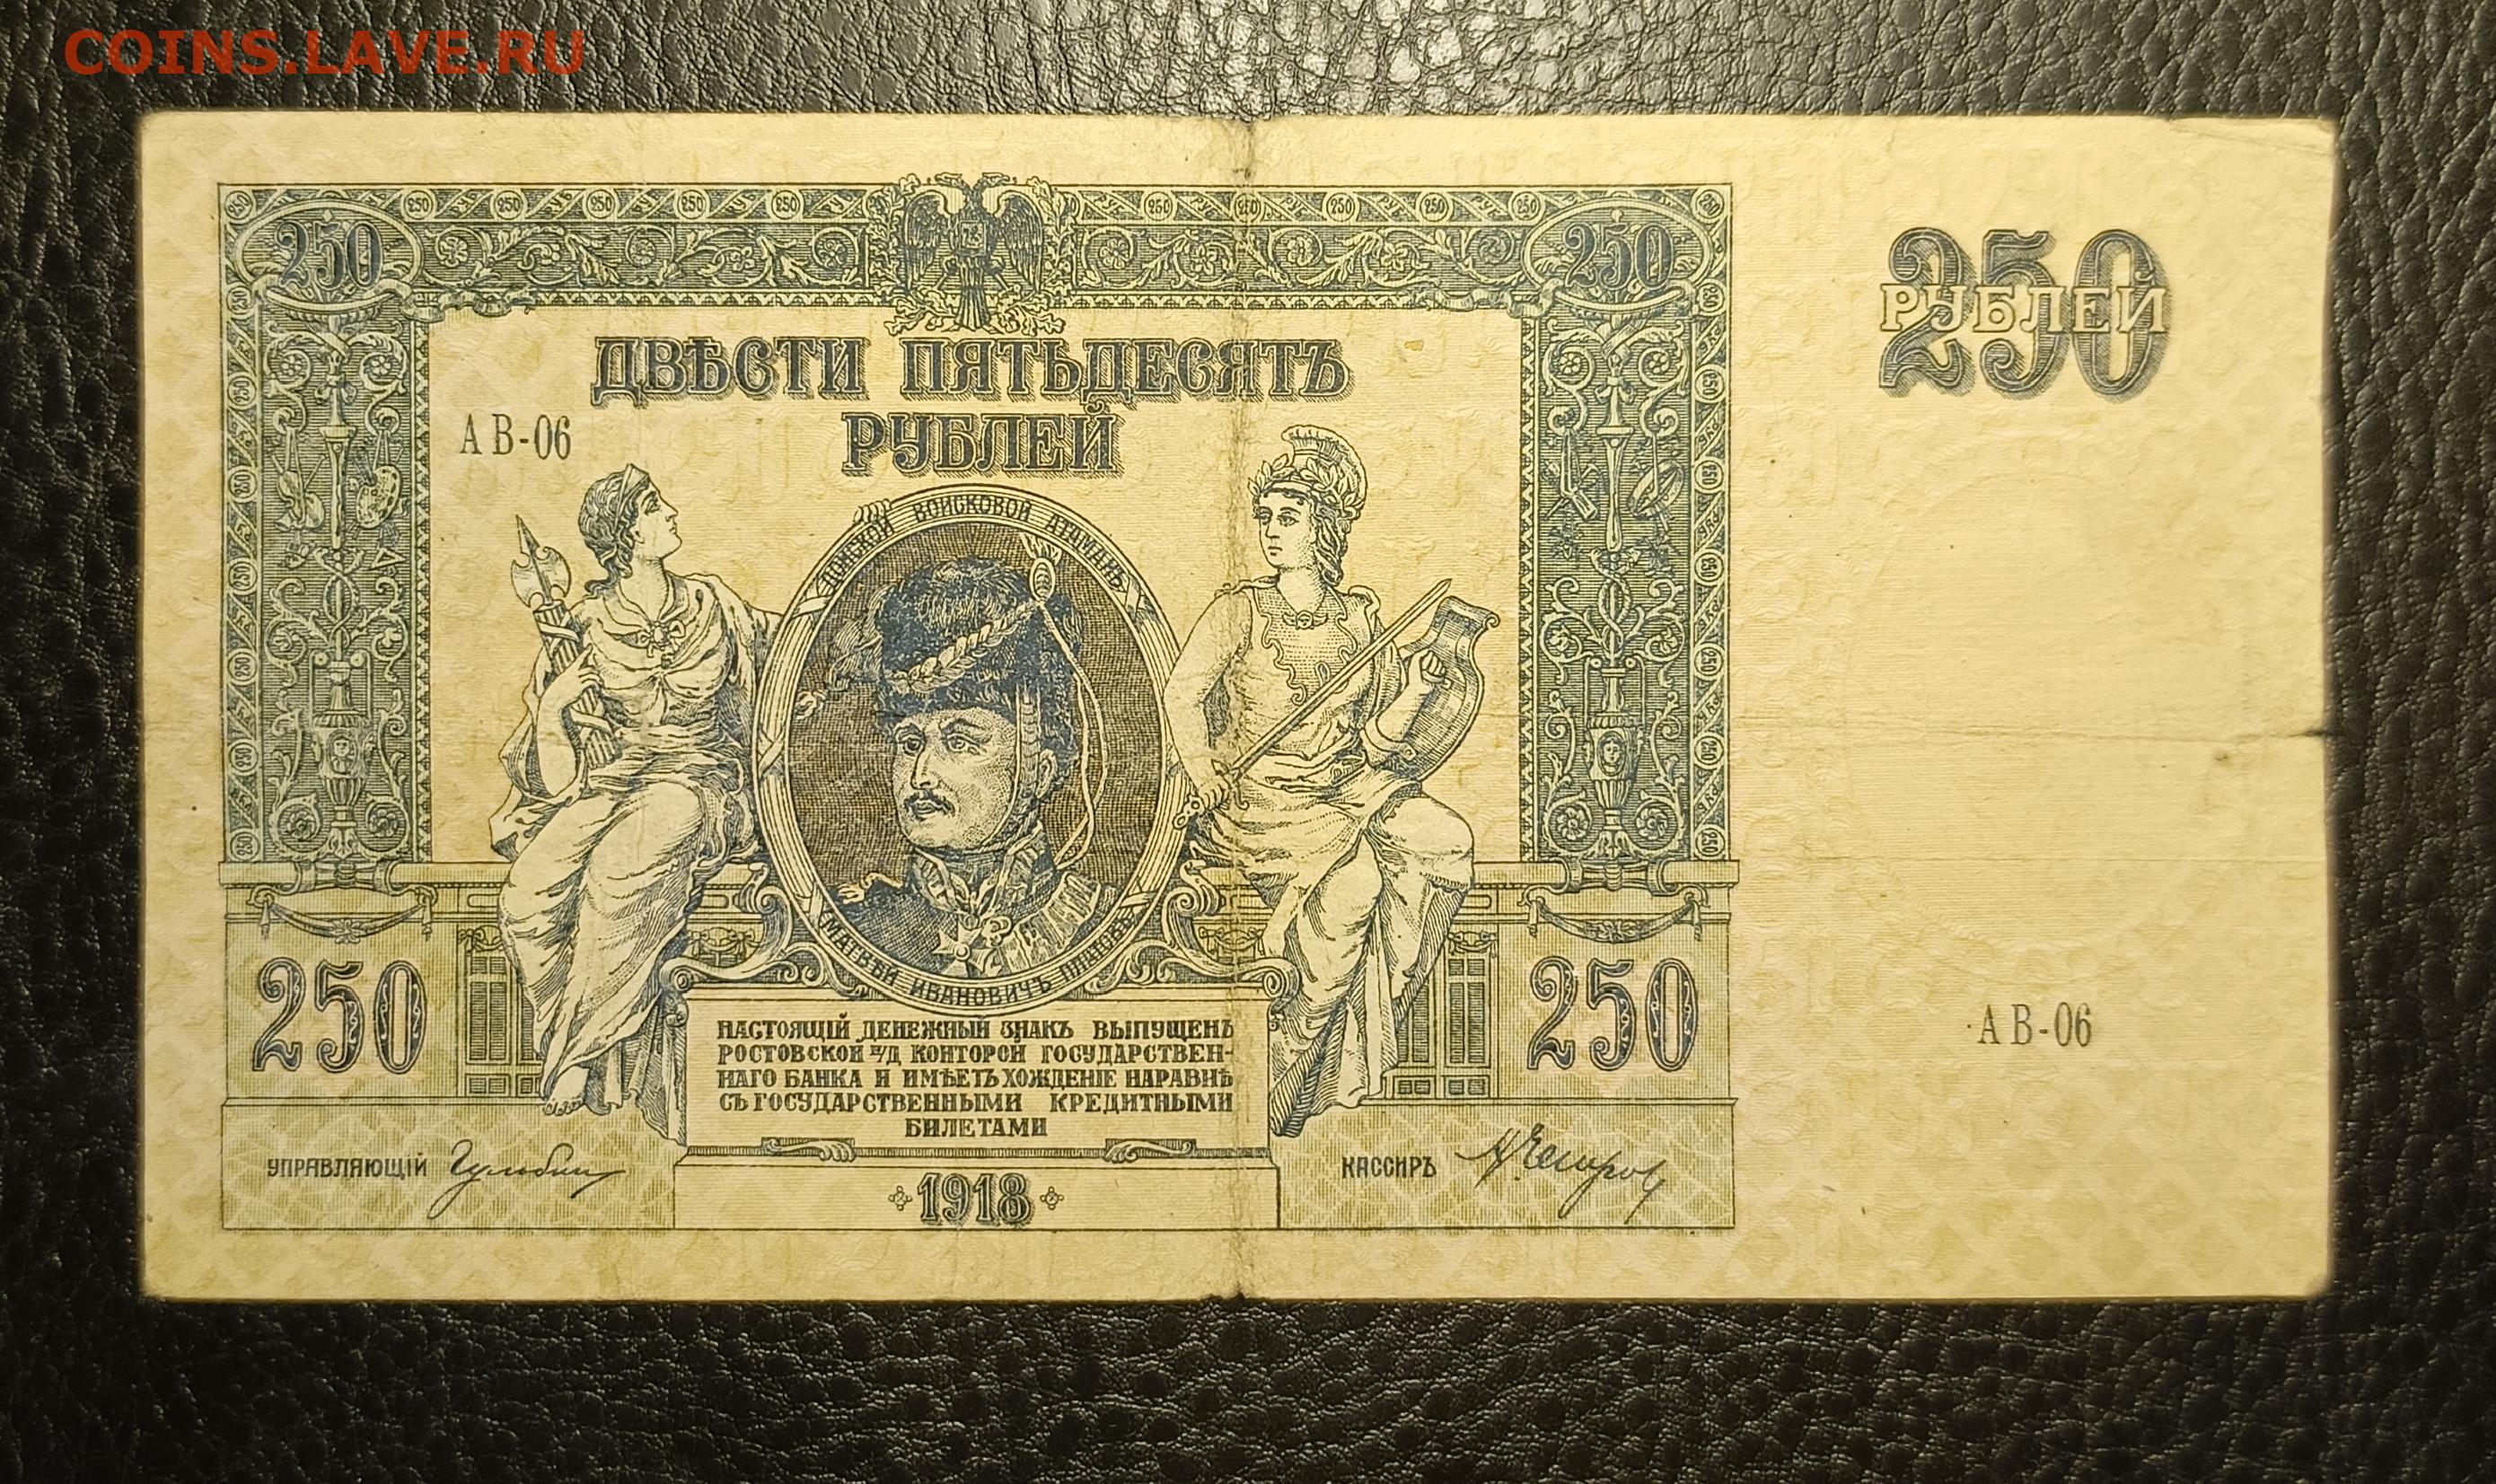 COINS.LAVE.RU
250
250
ДВѢСТИ ПЯТЬДЕСЯТЪ
РУБЛЕЙ
АВ-06
250
РУБЛЕЙ
ДОНСКОЙ ВОЙСКОВОЙ АТАМАНЪ
МАТВѢЙ ИВАНОВИЧЪ ПЛАТОВЪ
250
250
НАСТОЯЩІЙ ДЕНЕЖНЫЙ ЗНАКЪ ВЫПУЩЕНЪ
РОСТОВСКОЙ Н/Д КОНТОРОЙ ГОСУДАРСТВЕН-
НАГО БАНКА И ИМѢЕТЪ ХОЖДЕНІЕ НАРАВНѢ
СЪ ГОСУДАРСТВЕННЫМИ КРЕДИТНЫМИ
БИЛЕТАМИ
АВ-06
УПРАВЛЯЮЩІЙ
КАССИРЪ
1918